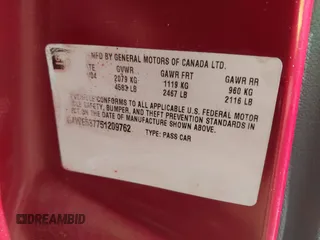 MFD BY GENERAL MOTORS OF CANADA LTD.
GVWR GAWR FRT GAWR RR
2079 KG 1119 KG 960 KG
4583 LB 2467 LB 2116 LB
CONFORMS TO ALL APPLICABLE U.S. FEDERAL MOTOR
SAFETY, BUMPER, AND THEFT PREVENTION STANDARDS IN
EFFECT ON THE DATE OF MANUFACTURE SHOWN ABOVE.
TYPE: PASS CAR
DREAMBID